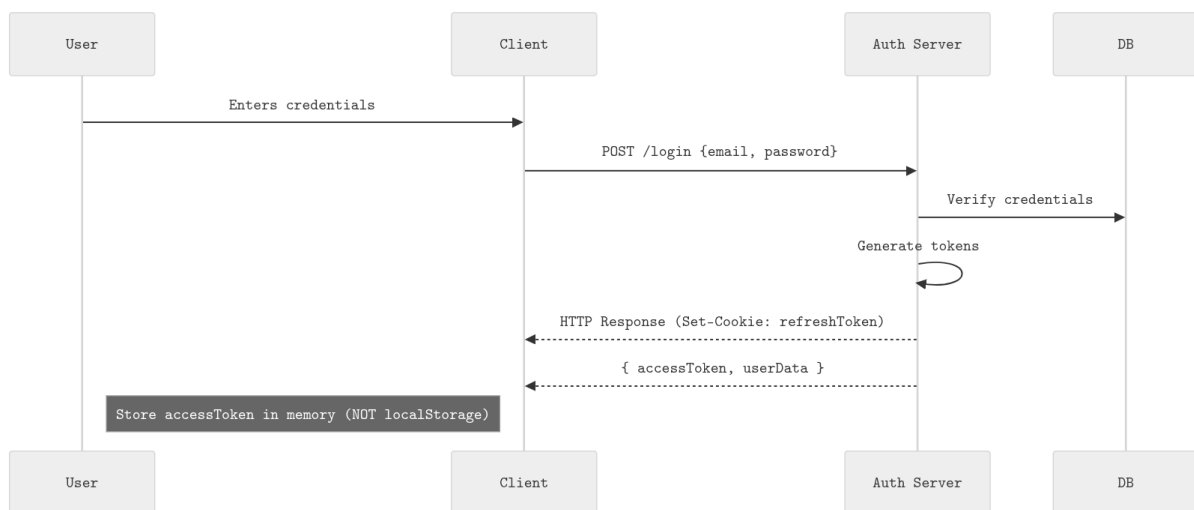 User
Client
Auth Server
DB
Enters credentials
POST /login {email, password}
Verify credentials
Generate tokens
HTTP Response (Set-Cookie: refreshToken)
{ accessToken, userData }
Store accessToken in memory (NOT localStorage)
User
Client
Auth Server
DB